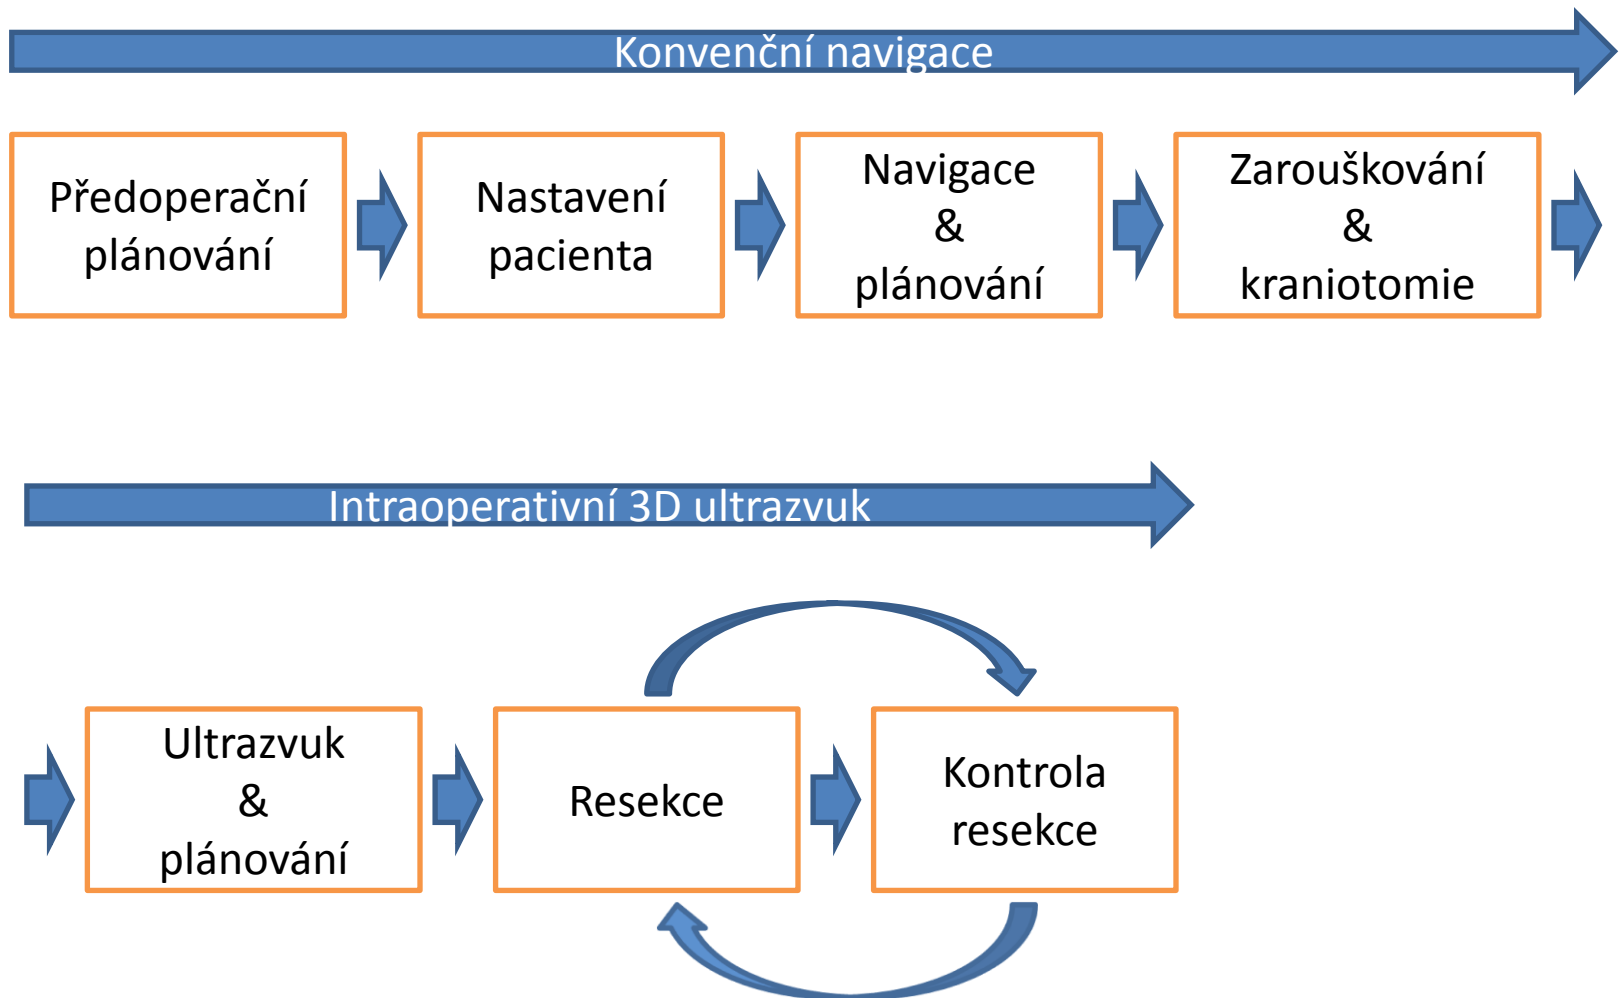 Konvenční navigace
Předoperační
plánování
Nastavení
pacienta
Navigace
&
plánování
Zarouškování
&
kraniotomie
Intraoperativní 3D ultrazvuk
Ultrazvuk
&
plánování
Resekce
Kontrola
resekce